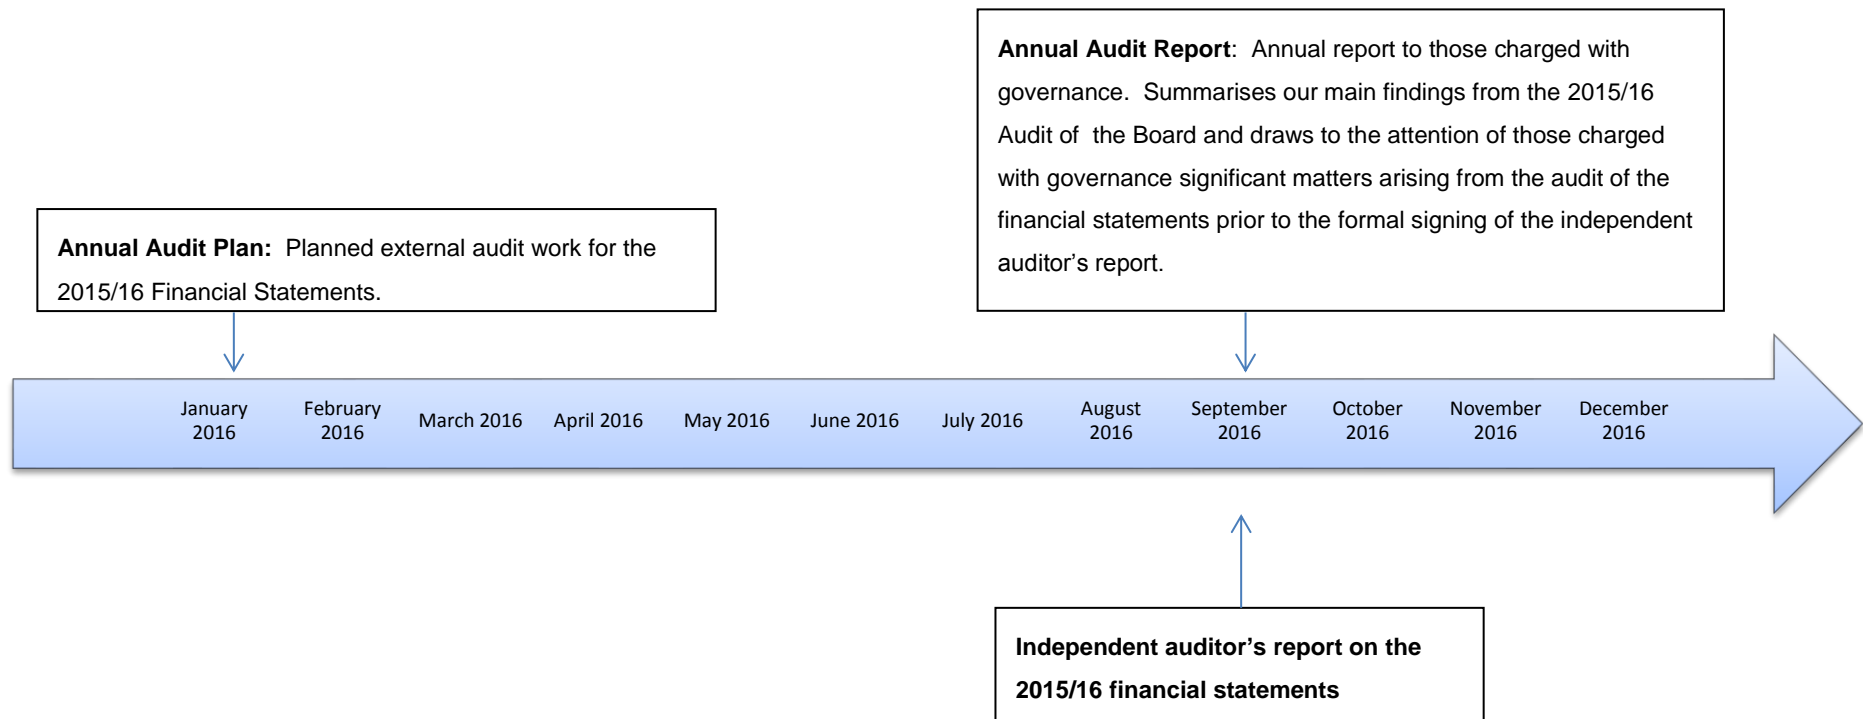 Annual Audit Report:  Annual report to those charged with
governance.  Summarises our main findings from the 2015/16
Audit of  the Board and draws to the attention of those charged
with governance significant matters arising from the audit of the
financial statements prior to the formal signing of the independent
auditor’s report.
Annual Audit Plan:  Planned external audit work for the
2015/16 Financial Statements.
January
2016
February
2016
March 2016
April 2016
May 2016
June 2016
July 2016
August
2016
September
2016
October
2016
November
2016
December
2016
Independent auditor’s report on the
2015/16 financial statements